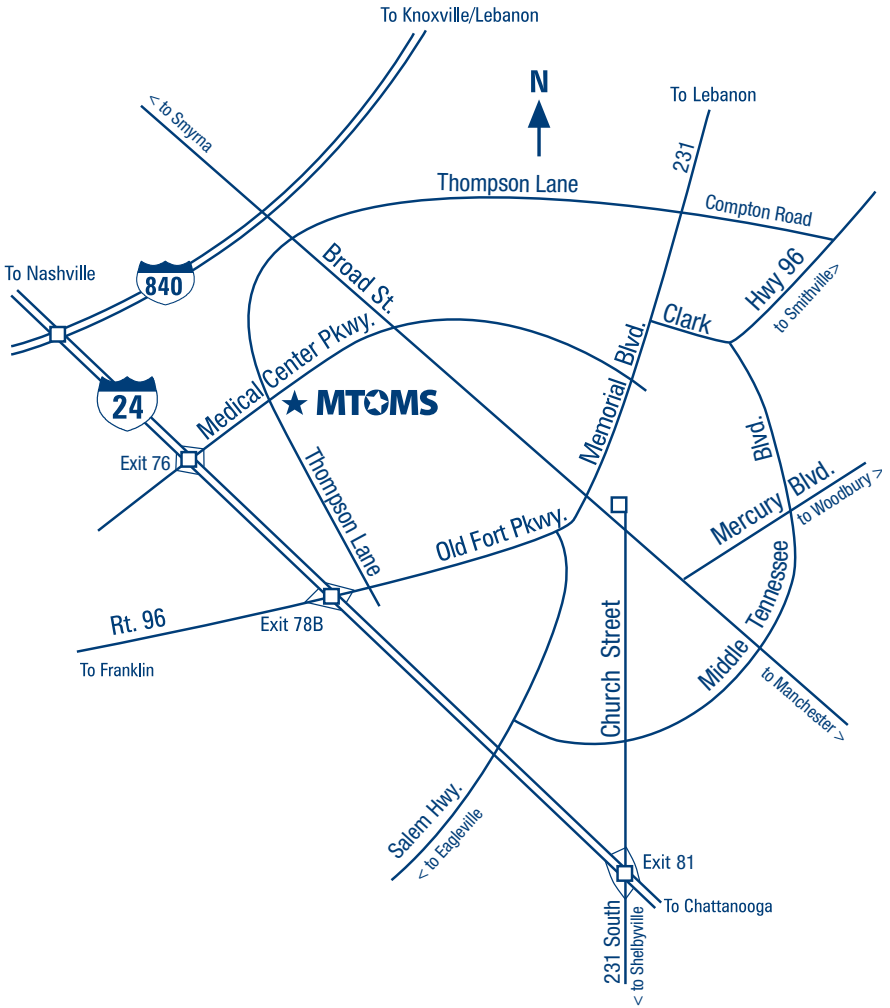 To Knoxville/Lebanon
N
To Lebanon
< to Smyrna
231
Thompson Lane
Compton Road
Broad St.
Hwy 96
to Smithville>
To Nashville
840
Clark
Medical Center Pkwy.
Memorial Blvd.
24
MTOMS
Blvd.
Exit 76
Thompson Lane
Mercury Blvd.
to Woodbury >
Old Fort Pkwy.
Rt. 96
Exit 78B
To Franklin
Church Street
Middle Tennessee
to Manchester >
Salem Hwy.
< to Eagleville
Exit 81
To Chattanooga
231 South
< to Shelbyville